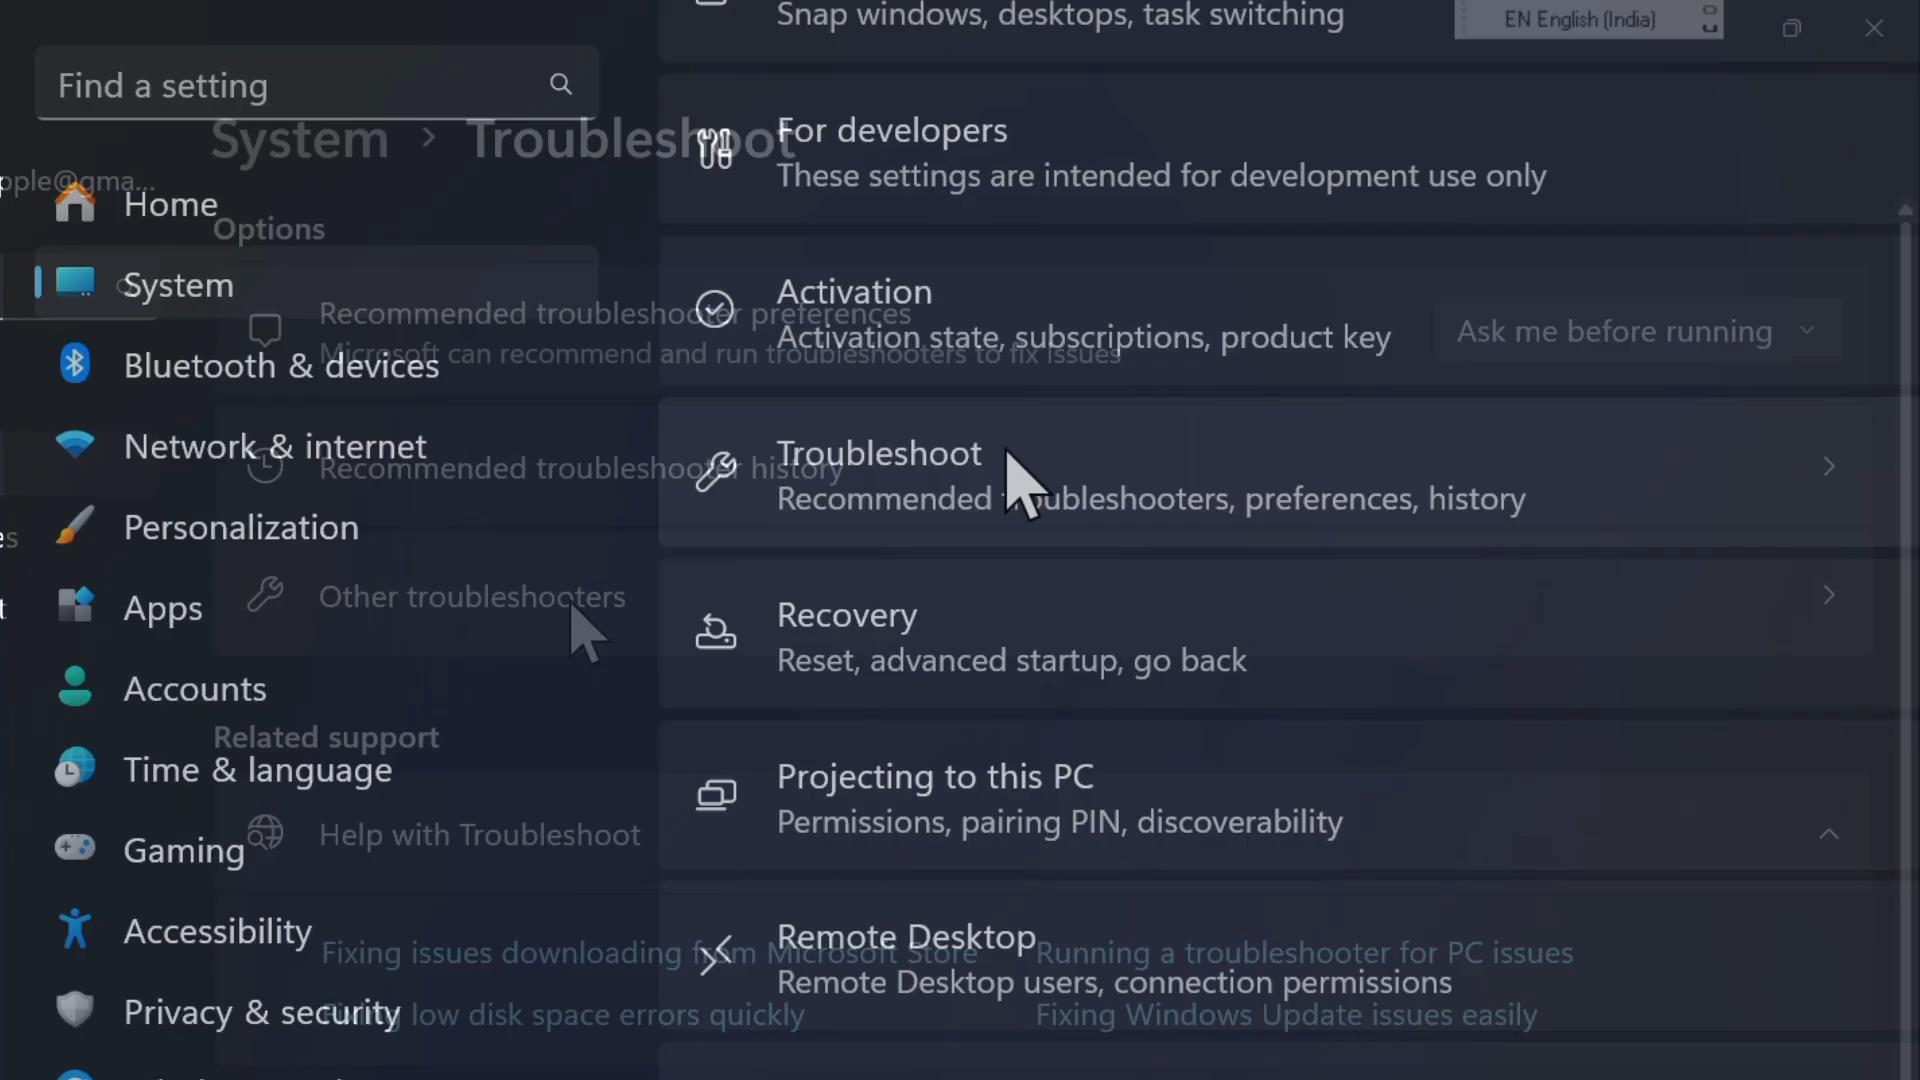 Snap windows, desktops, task switching
EN English (India)
Find a setting
System > Troubleshoot
For developers
These settings are intended for development use only
pple@gma...
Home
Options
System
Activation
Activation state, subscriptions, product key
Recommended troubleshooter preferences
Microsoft can recommend and run troubleshooters to fix issues
Ask me before running
Bluetooth & devices
Network & internet
Recommended troubleshooter history
Troubleshoot
Recommended troubleshooters, preferences, history
Personalization
es
Other troubleshooters
Apps
t
Recovery
Reset, advanced startup, go back
Accounts
Related support
Time & language
Projecting to this PC
Permissions, pairing PIN, discoverability
Gaming
Help with Troubleshoot
Accessibility
Remote Desktop
Remote Desktop users, connection permissions
Fixing issues downloading from Microsoft Store
Running a troubleshooter for PC issues
Privacy & security
Fixing low disk space errors quickly
Fixing Windows Update issues easily